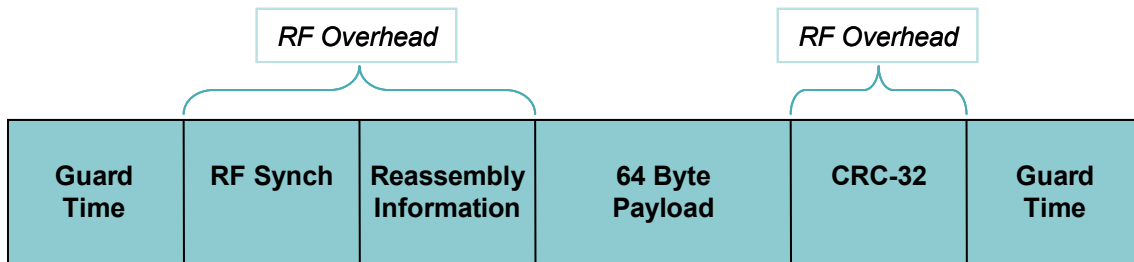 RF Overhead
RF Overhead
Guard
Time
RF Synch
Reassembly
Information
64 Byte
Payload
CRC-32
Guard
Time